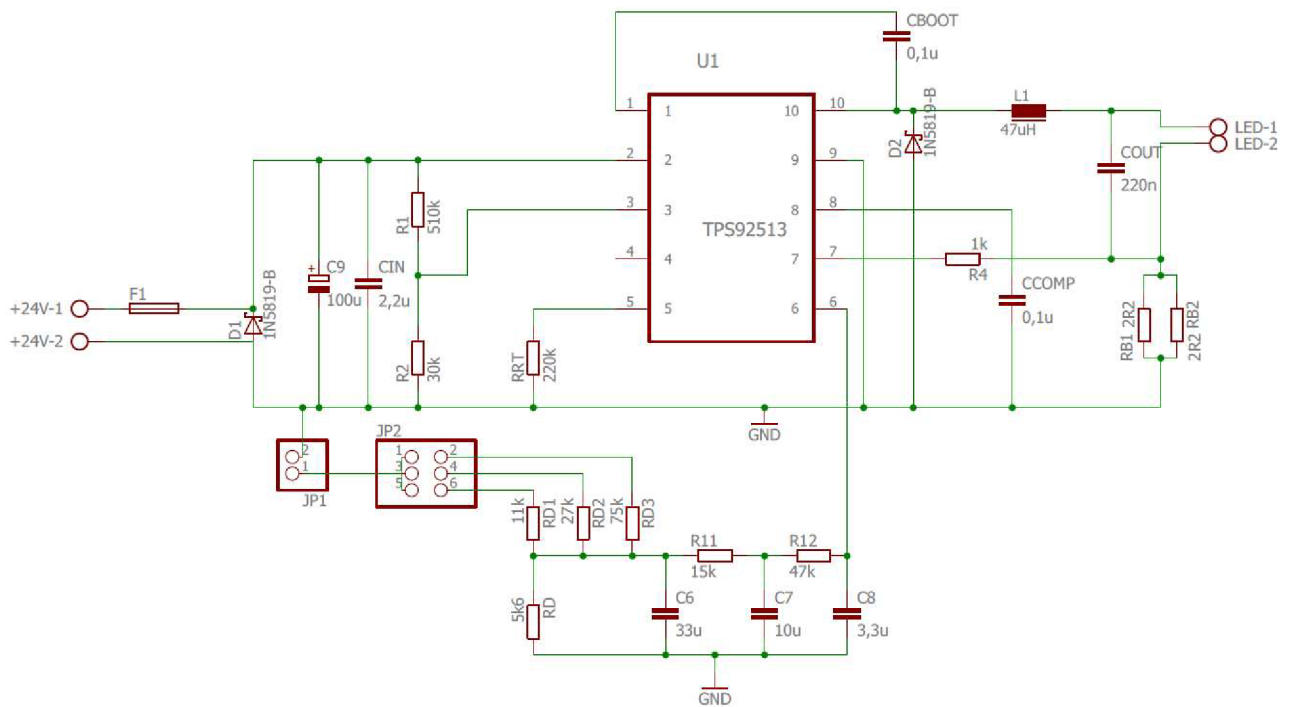 CBOOT
0,1u
U1
1
1
10
10
L1
47uH
1N5819-B
D2
LED-1
LED-2
2
2
9
9
COUT
220n
R1
510k
3
3
8
8
TPS92513
4
4
7
7
1k
R4
+
C9
100u
CIN
2,2u
CCOMP
0,1u
+24V-1
F1
+24V-2
D1
1N5819-B
5
5
6
6
R2
30k
RRT
220k
RB1 2R2
2R2 RB2
GND
JP2
2
1
JP1
1
3
5
2
4
6
11k
RD1
27k
RD2
75k
RD3
R11
15k
R12
47k
5k6
RD
C6
33u
C7
10u
C8
3,3u
GND